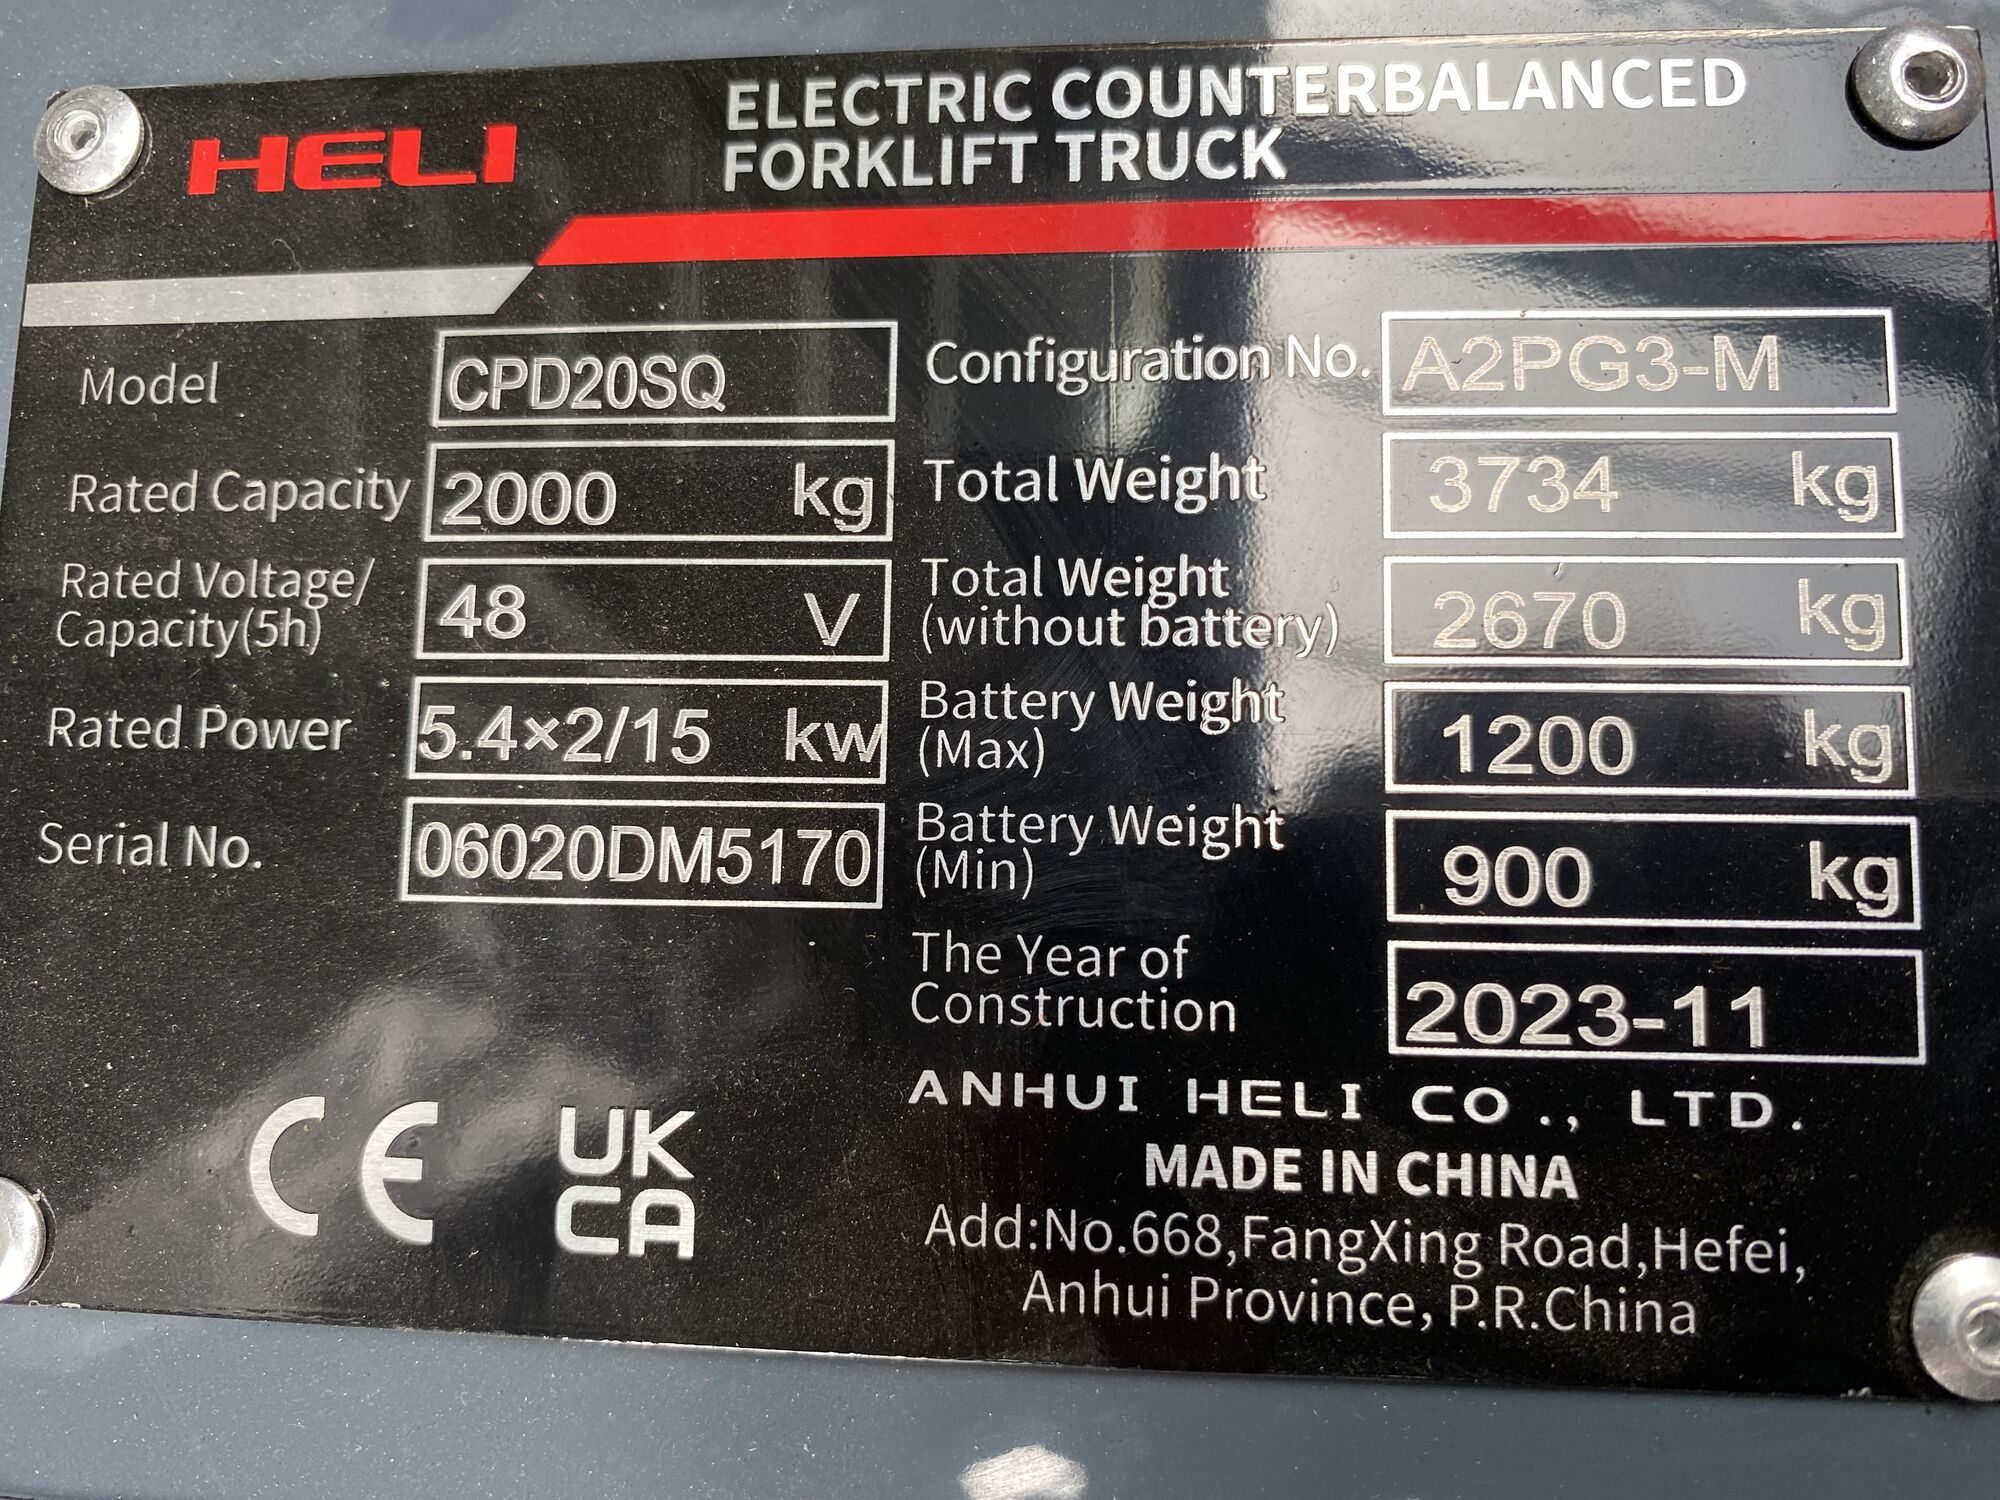 HELI
ELECTRIC COUNTERBALANCED
FORKLIFT TRUCK
Model CPD20SQ
Rated Capacity 2000 kg
Rated Voltage/
Capacity(5h) 48 V
Rated Power 5.4×2/15 kw
Serial No. 06020DM5170
Configuration No. A2PG3-M
Total Weight 3734 kg
Total Weight
(without battery) 2670 kg
Battery Weight
(Max) 1200 kg
Battery Weight
(Min) 900 kg
The Year of
Construction 2023-11
CE
UK
CA
ANHUI HELI CO., LTD.
MADE IN CHINA
Add:No.668,FangXing Road,Hefei,
Anhui Province, P.R.China